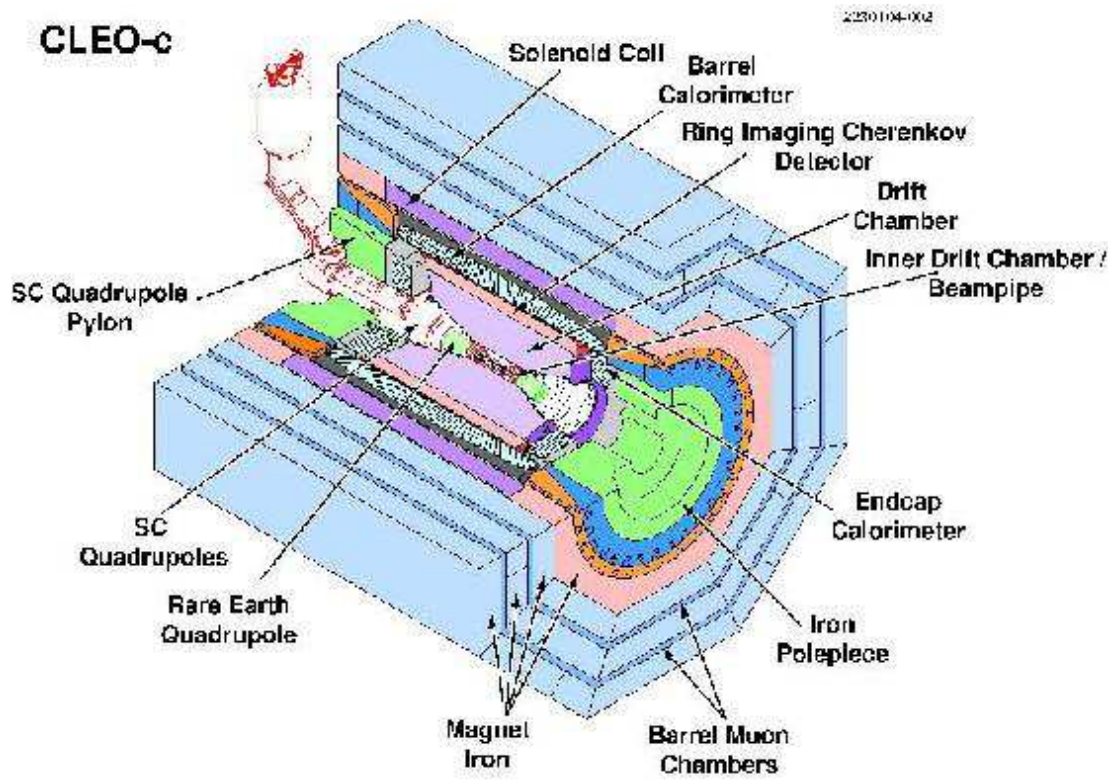 2230104-002
CLEO-c
Solenoid Coil
Barrel
Calorimeter
Ring Imaging Cherenkov
Detector
Drift
Chamber
Inner Drift Chamber /
Beampipe
SC Quadrupole
Pylon
SC
Quadrupoles
Rare Earth
Quadrupole
Magnet
Iron
Barrel Muon
Chambers
Iron
Polepiece
Endcap
Calorimeter